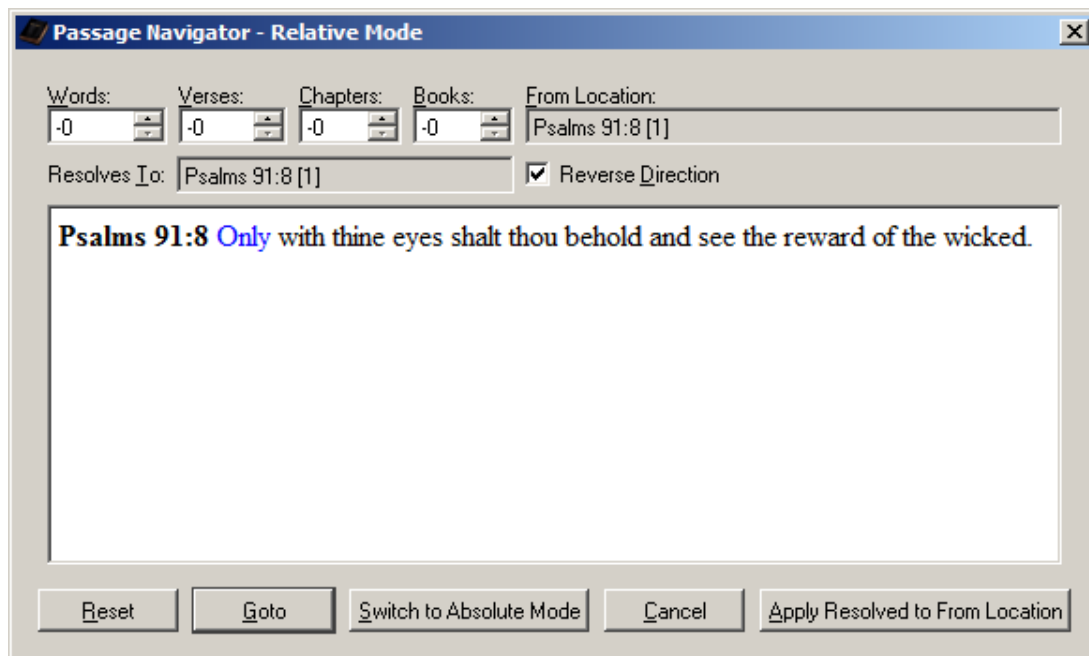 Passage Navigator - Relative Mode
Words: Verses: Chapters: Books: From Location:
-0 -0 -0 -0 Psalms 91:8 [1]
Resolves To: Psalms 91:8 [1] Reverse Direction
Psalms 91:8 Only with thine eyes shalt thou behold and see the reward of the wicked.
Reset Goto Switch to Absolute Mode Cancel Apply Resolved to From Location